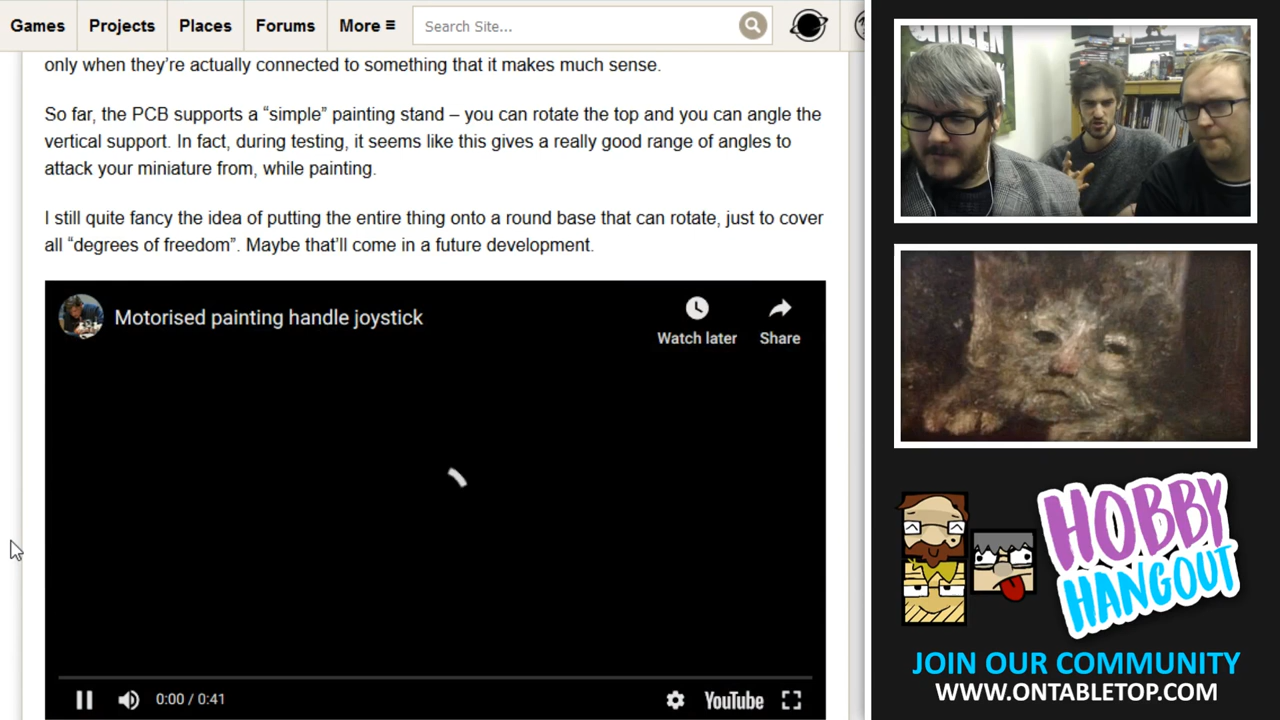 Games Projects Places Forums More ≡ Search Site...
only when they're actually connected to something that it makes much sense.
So far, the PCB supports a “simple” painting stand – you can rotate the top and you can angle the
vertical support. In fact, during testing, it seems like this gives a really good range of angles to
attack your miniature from, while painting.
I still quite fancy the idea of putting the entire thing onto a round base that can rotate, just to cover
all “degrees of freedom”. Maybe that’ll come in a future development.
Motorised painting handle joystick
Watch later Share
0:00 / 0:41 YouTube
HOBBY
HANGOUT
JOIN OUR COMMUNITY
WWW.ONTABLETOP.COM